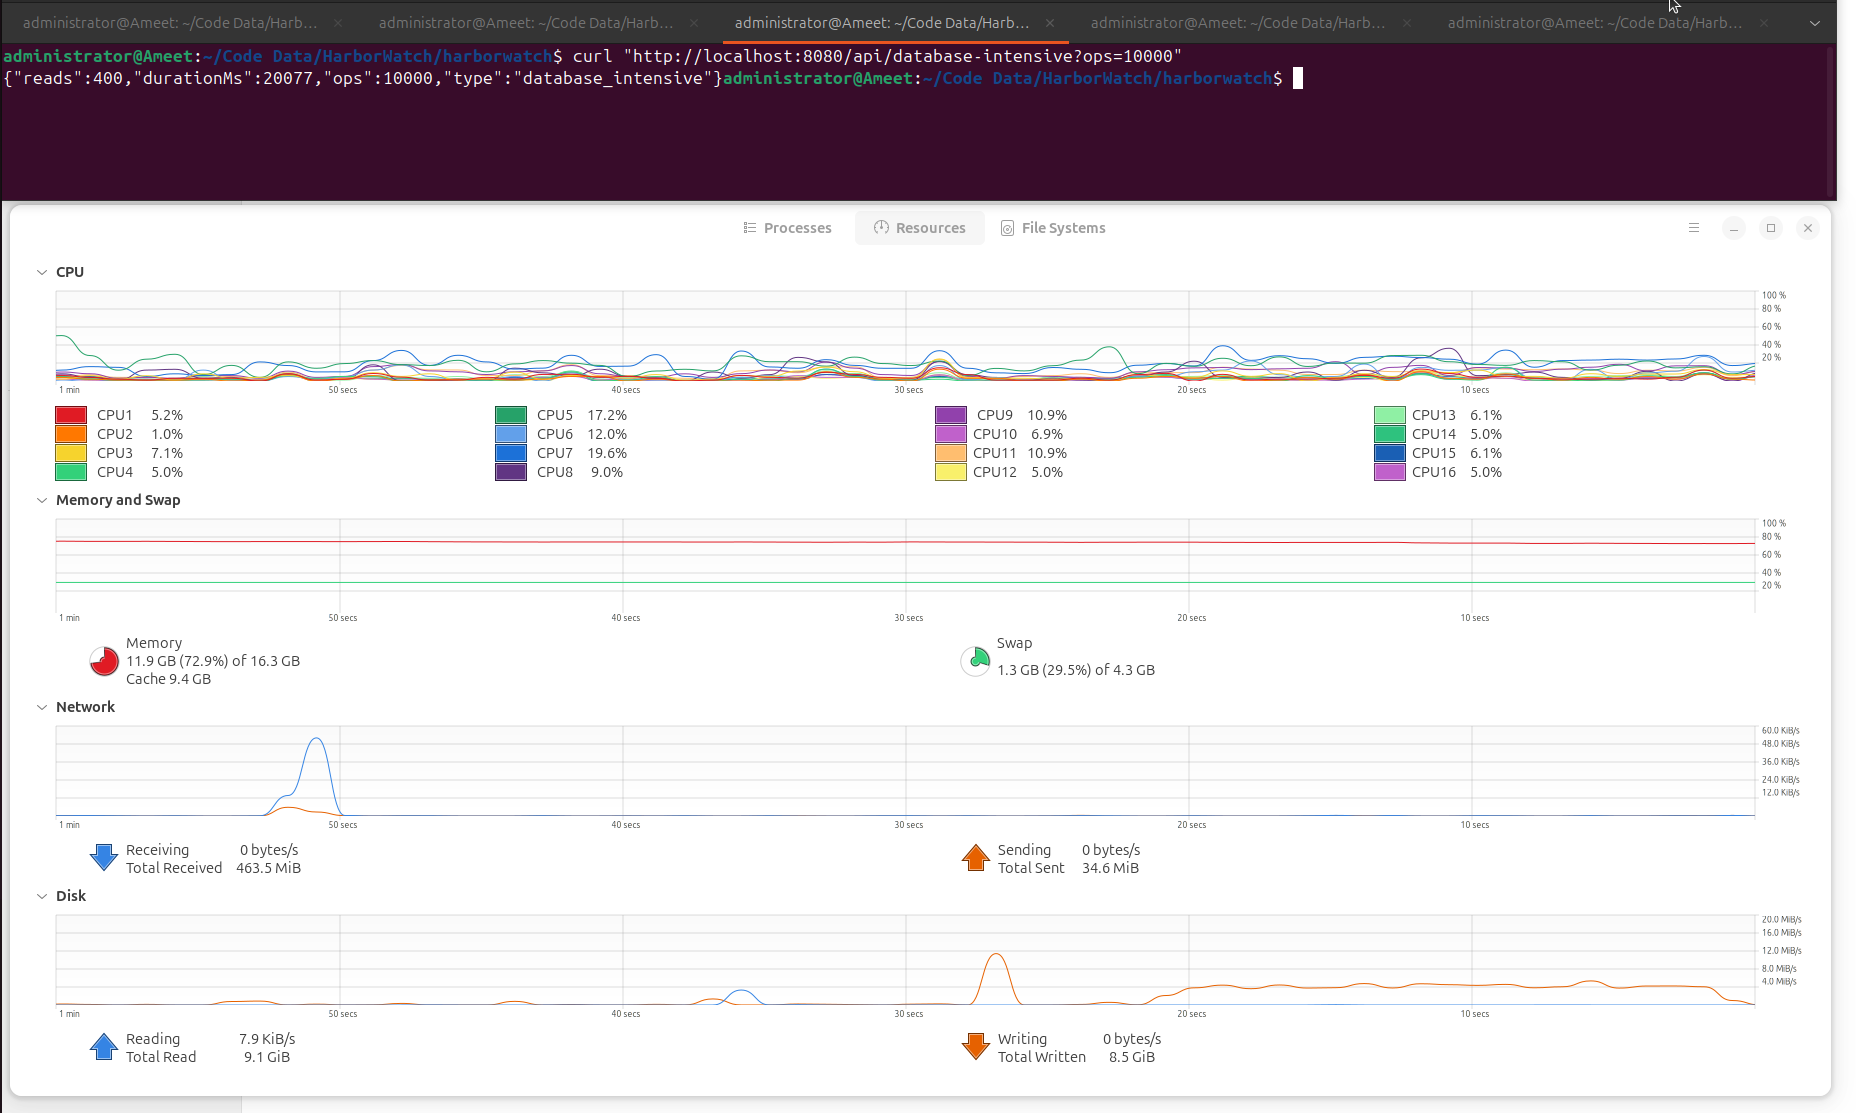 administrator@Ameet: ~/Code Data/Harb... × administrator@Ameet: ~/Code Data/Harb... × administrator@Ameet: ~/Code Data/Harb... × administrator@Ameet: ~/Code Data/Harb... × administrator@Ameet: ~/Code Data/Harb... ×
administrator@Ameet:~/Code Data/HarborWatch/harborwatch$ curl "http://localhost:8080/api/database-intensive?ops=10000"
{"reads":400,"durationMs":20077,"ops":10000,"type":"database_intensive"}administrator@Ameet:~/Code Data/HarborWatch/harborwatch$
Processes Resources File Systems
CPU
100 %
80 %
60 %
40 %
20 %
1 min 50 secs 40 secs 30 secs 20 secs 10 secs
CPU1 5.2% CPU5 17.2% CPU9 10.9% CPU13 6.1%
CPU2 1.0% CPU6 12.0% CPU10 6.9% CPU14 5.0%
CPU3 7.1% CPU7 19.6% CPU11 10.9% CPU15 6.1%
CPU4 5.0% CPU8 9.0% CPU12 5.0% CPU16 5.0%
Memory and Swap
100 %
80 %
60 %
40 %
20 %
1 min 50 secs 40 secs 30 secs 20 secs 10 secs
Memory
11.9 GB (72.9%) of 16.3 GB
Cache 9.4 GB
Swap
1.3 GB (29.5%) of 4.3 GB
Network
60.0 KiB/s
48.0 KiB/s
36.0 KiB/s
24.0 KiB/s
12.0 KiB/s
1 min 50 secs 40 secs 30 secs 20 secs 10 secs
Receiving 0 bytes/s
Total Received 463.5 MiB
Sending 0 bytes/s
Total Sent 34.6 MiB
Disk
20.0 MiB/s
16.0 MiB/s
12.0 MiB/s
8.0 MiB/s
4.0 MiB/s
1 min 50 secs 40 secs 30 secs 20 secs 10 secs
Reading 7.9 KiB/s
Total Read 9.1 GiB
Writing 0 bytes/s
Total Written 8.5 GiB